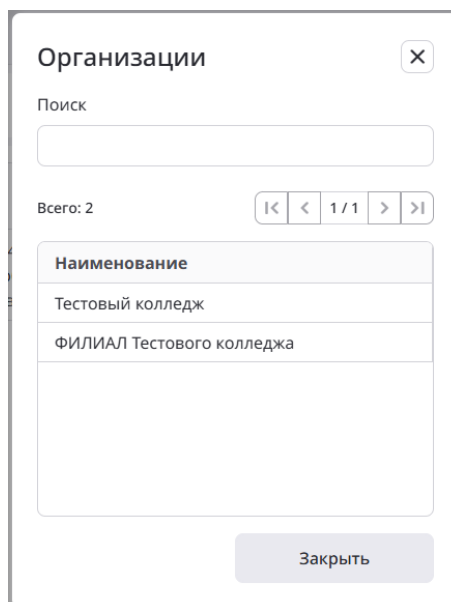 Организации
Поиск
Всего: 2
1 / 1
Наименование
Тестовый колледж
ФИЛИАЛ Тестового колледжа
Закрыть